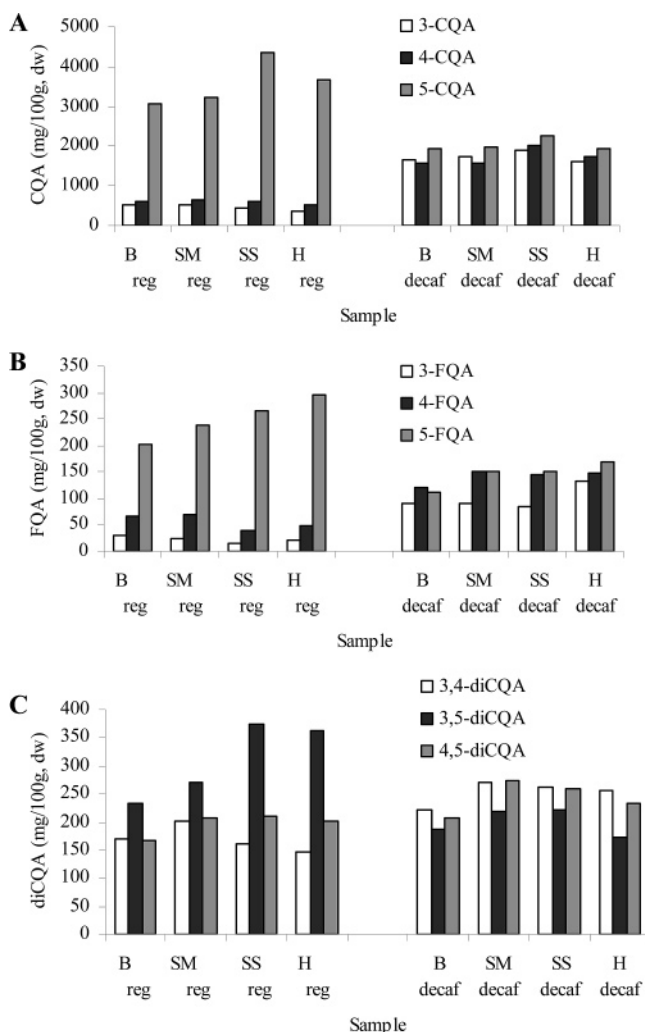 A
CQA (mg/100g, dw)
5000
4000
3000
2000
1000
0
3-CQA
4-CQA
5-CQA
B SM SS H B SM SS H
reg reg reg reg decaf decaf decaf decaf
Sample
B
FQA (mg/100g, dw)
350
300
250
200
150
100
50
0
3-FQA
4-FQA
5-FQA
B SM SS H B SM SS H
reg reg reg reg decaf decaf decaf decaf
Sample
C
diCQA (mg/100g, dw)
400
350
300
250
200
150
100
50
0
3,4-diCQA
3,5-diCQA
4,5-diCQA
B SM SS H B SM SS H
reg reg reg reg decaf decaf decaf decaf
Sample